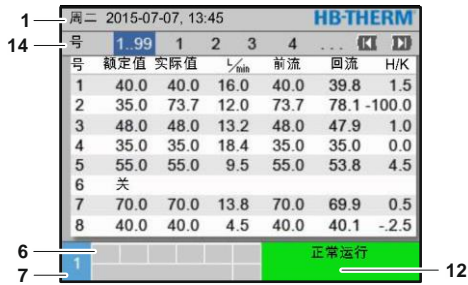 1 周二 2015-07-07, 13:45 HB-THERM
14 号 1..99 1 2 3 4 ...
号 额定值 实际值 L/min 前流 回流 H/K
1 40.0 40.0 16.0 40.0 39.8 1.5
2 35.0 73.7 12.0 73.7 78.1 -100.0
3 48.0 48.0 13.2 48.0 47.9 1.0
4 35.0 35.0 18.4 35.0 35.0 0.0
5 55.0 55.0 9.5 55.0 53.8 4.5
6 关
7 70.0 70.0 13.8 70.0 69.9 0.5
8 40.0 40.0 4.5 40.0 40.1 -.2.5
6 正常运行
7 1 12